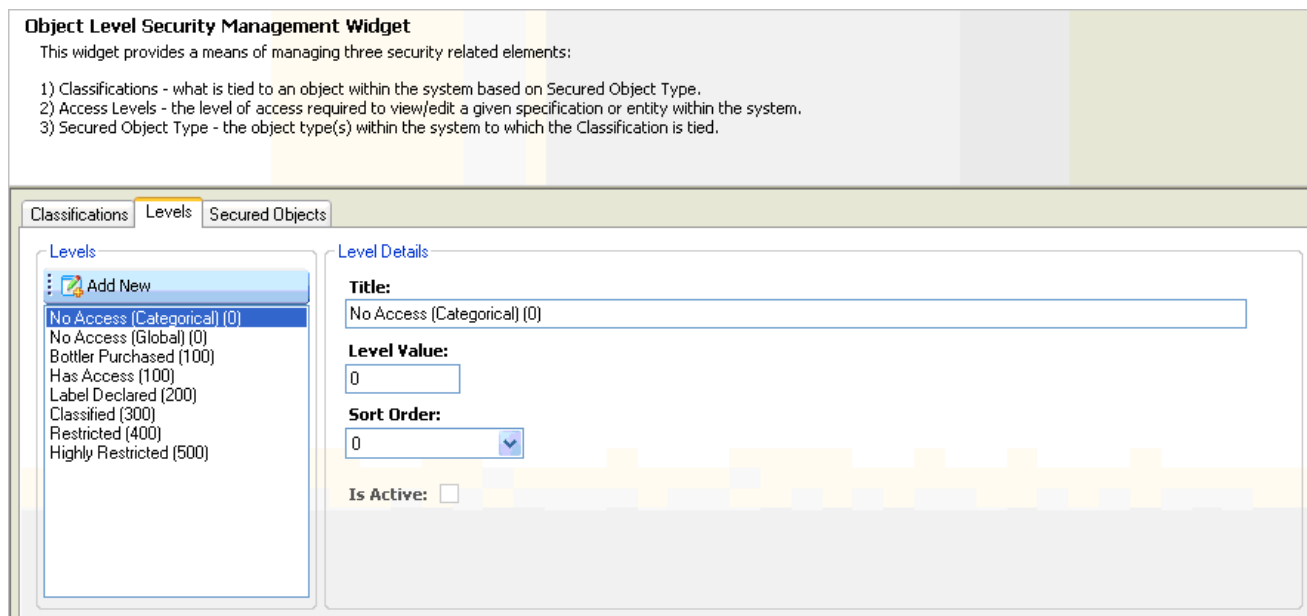 Object Level Security Management Widget
This widget provides a means of managing three security related elements:
1) Classifications - what is tied to an object within the system based on Secured Object Type.
2) Access Levels - the level of access required to view/edit a given specification or entity within the system.
3) Secured Object Type - the object type(s) within the system to which the Classification is tied.
Classifications Levels Secured Objects
Levels
Add New
No Access (Categorical) (0)
No Access (Global) (0)
Bottler Purchased (100)
Has Access (100)
Label Declared (200)
Classified (300)
Restricted (400)
Highly Restricted (500)
Level Details
Title:
No Access (Categorical) (0)
Level Value:
0
Sort Order:
0
Is Active: